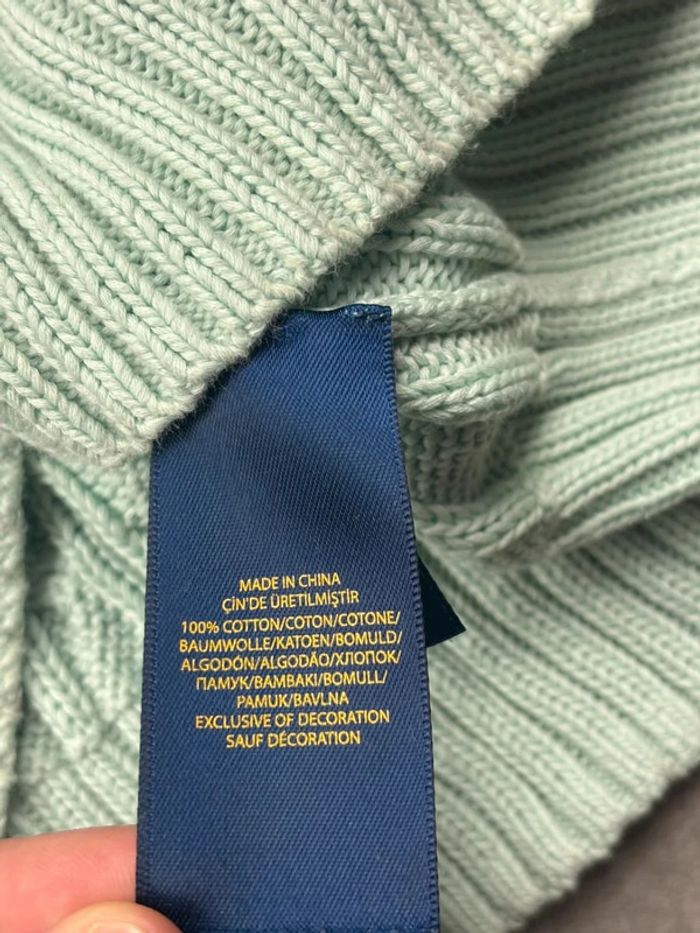 MADE IN CHINA
ÇİN'DE ÜRETİLMİŞTİR
100% COTTON/COTON/COTONE/
BAUMWOLLE/KATOEN/BOMULD/
ALGODÓN/ALGODÃO/ХЛОПОК/
ПАМУК/BAMBAKI/BOMULL/
PAMUK/BAVLNA
EXCLUSIVE OF DECORATION
SAUF DÉCORATION